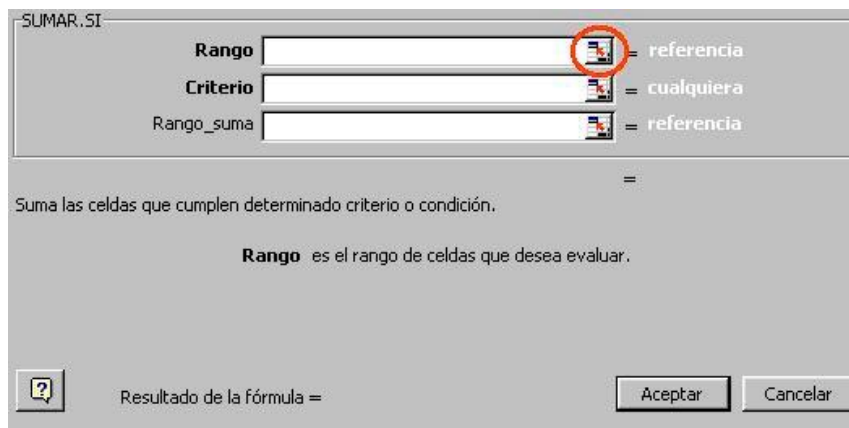 SUMAR.SI
Rango = referencia
Criterio = cualquiera
Rango_suma = referencia
=
Suma las celdas que cumplen determinado criterio o condición.
Rango es el rango de celdas que desea evaluar.
? Resultado de la fórmula = Aceptar Cancelar